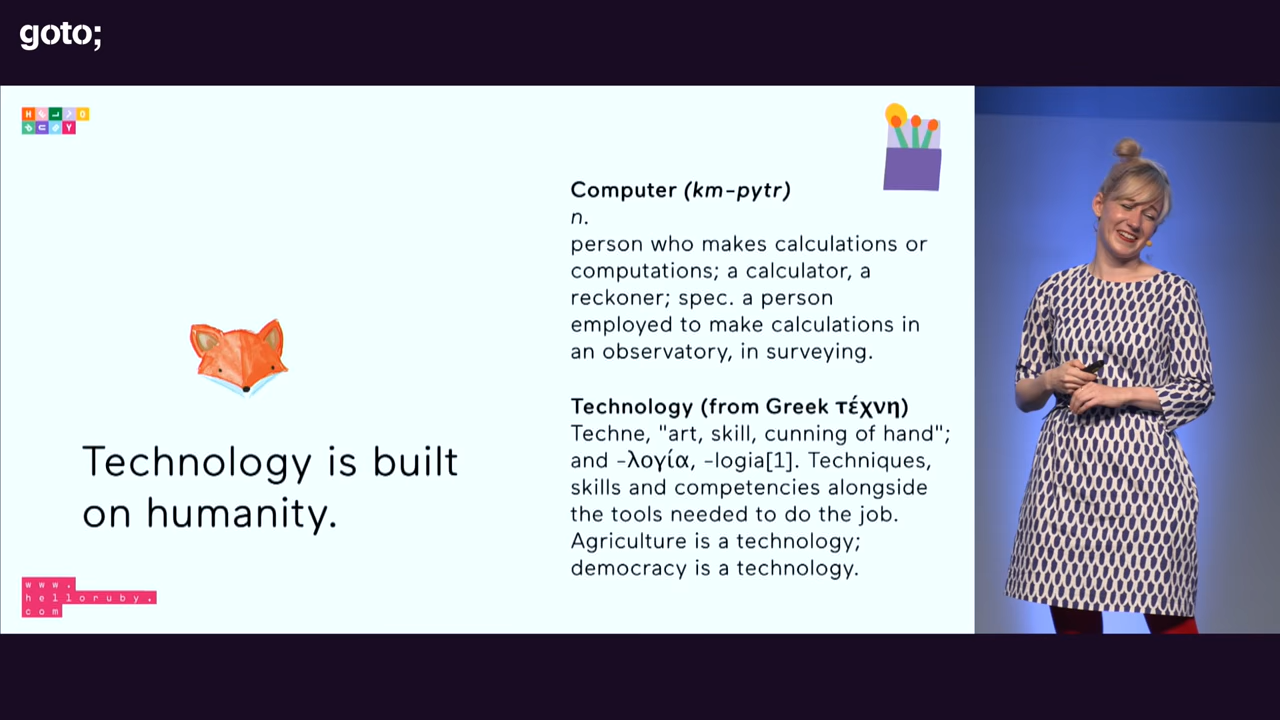 goto;
HELLO
RUBY
Technology is built
on humanity.
www.
helloruby.
com
Computer (km-pytr)
n.
person who makes calculations or
computations; a calculator, a
reckoner; spec. a person
employed to make calculations in
an observatory, in surveying.
Technology (from Greek τέχνη)
Techne, "art, skill, cunning of hand";
and -λογία, -logia[1]. Techniques,
skills and competencies alongside
the tools needed to do the job.
Agriculture is a technology;
democracy is a technology.